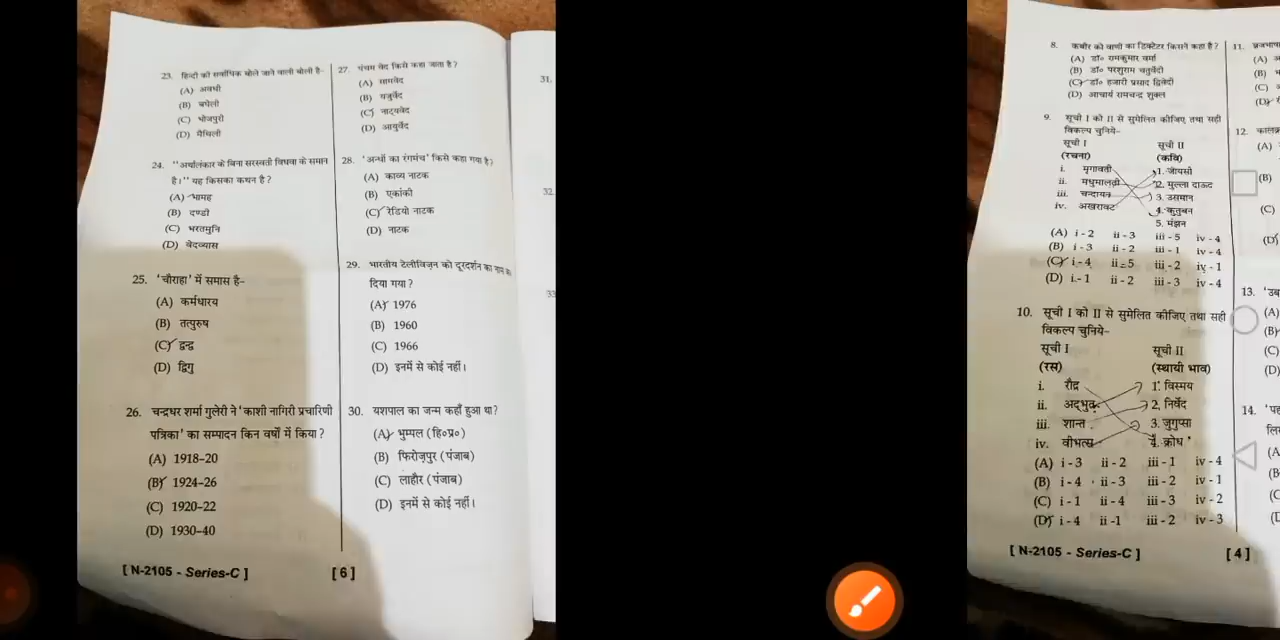 23. हिन्दी की सर्वाधिक बोले जाने वाली बोली है-
(A) अवधी
(B) बघेली
(C) भोजपुरी
(D) मैथिली
24. "अर्थालंकार के बिना सरस्वती विधवा के समान
है।" यह किसका कथन है?
(A) भामह
(B) दण्डी
(C) भरतमुनि
(D) वेदव्यास
25. 'चौराहा' में समास है-
(A) कर्मधारय
(B) तत्पुरुष
(C) द्वन्द्व
(D) द्विगु
26. चन्द्रधर शर्मा गुलेरी ने 'काशी नागिरी प्रचारिणी
पत्रिका' का सम्पादन किन वर्षों में किया?
(A) 1918-20
(B) 1924-26
(C) 1920-22
(D) 1930-40
[ N-2105 - Series-C ]
27. पंचम वेद किसे कहा जाता है?
(A) सामवेद
(B) यजुर्वेद
(C) नाट्यवेद
(D) आयुर्वेद
28. 'अन्धों का रंगमंच' किसे कहा गया है?
(A) काव्य नाटक
(B) एकांकी
(C) रेडियो नाटक
(D) नाटक
29. भारतीय टेलीविज़न को दूरदर्शन का नाम कब
दिया गया?
(A) 1976
(B) 1960
(C) 1966
(D) इनमें से कोई नहीं।
30. यशपाल का जन्म कहाँ हुआ था?
(A) भुम्पल (हि०प्र०)
(B) फिरोज़पुर (पंजाब)
(C) लाहौर (पंजाब)
(D) इनमें से कोई नहीं।
[ 6 ]
31.
32.
33
8. कबीर को वाणी का डिक्टेटर किसने कहा है?
(A) डॉ० रामकुमार वर्मा
(B) डॉ० परशुराम चतुर्वेदी
(C) डॉ० हजारी प्रसाद द्विवेदी
(D) आचार्य रामचन्द्र शुक्ल
9. सूची I को II से सुमेलित कीजिए तथा सही
विकल्प चुनिये-
सूची I सूची II
(रचना) (कवि)
i. मृगावती 1. जायसी
ii. मधुमालती 2. मुल्ला दाऊद
iii. चन्दायन 3. उसमान
iv. अखरावट 4. कुतुबन
5. मंझन
(A) i - 2 ii - 3 iii - 5 iv - 4
(B) i - 3 ii - 2 iii - 1 iv - 4
(C) i - 4 ii - 5 iii - 2 iv - 1
(D) i - 1 ii - 2 iii - 3 iv - 4
10. सूची I को II से सुमेलित कीजिए तथा सही
विकल्प चुनिये-
सूची I सूची II
(रस) (स्थायी भाव)
i. रौद्र 1. विस्मय
ii. अद्भुत 2. निर्वेद
iii. शान्त 3. जुगुप्सा
iv. वीभत्स 4. क्रोध
(A) i - 3 ii - 2 iii - 1 iv - 4
(B) i - 4 ii - 3 iii - 2 iv - 1
(C) i - 1 ii - 4 iii - 3 iv - 2
(D) i - 4 ii -1 iii - 2 iv - 3
[ N-2105 - Series-C ] [ 4 ]
11.
(A)
(B)
(C)
(D)
12.
(A)
(B)
(C)
(D)
13.
(A)
(B)
(C)
(D)
14.